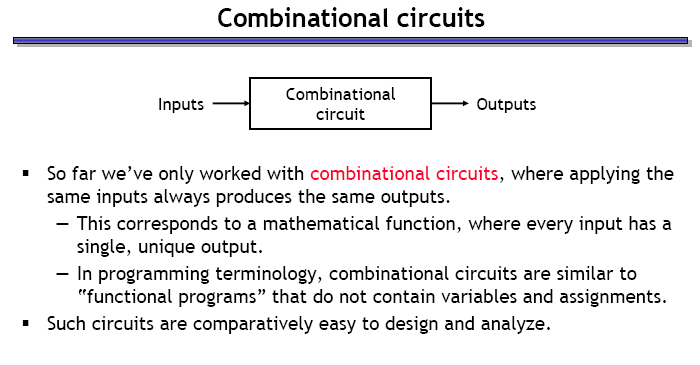 Combinational circuits
Inputs
Combinational
circuit
Outputs
▪ So far we've only worked with combinational circuits, where applying the
same inputs always produces the same outputs.
— This corresponds to a mathematical function, where every input has a
single, unique output.
— In programming terminology, combinational circuits are similar to
“functional programs” that do not contain variables and assignments.
▪ Such circuits are comparatively easy to design and analyze.